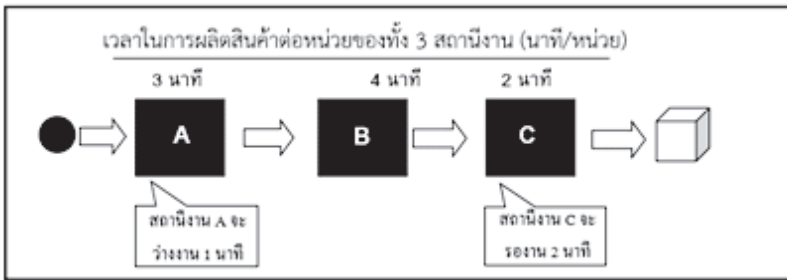 เวลาในการผลิตสินค้าต่อหน่วยของทั้ง 3 สถานีงาน (นาที/หน่วย)
3 นาที 4 นาที 2 นาที
A B C
สถานีงาน A จะ
ว่างงาน 1 นาที
สถานีงาน C จะ
รองาน 2 นาที